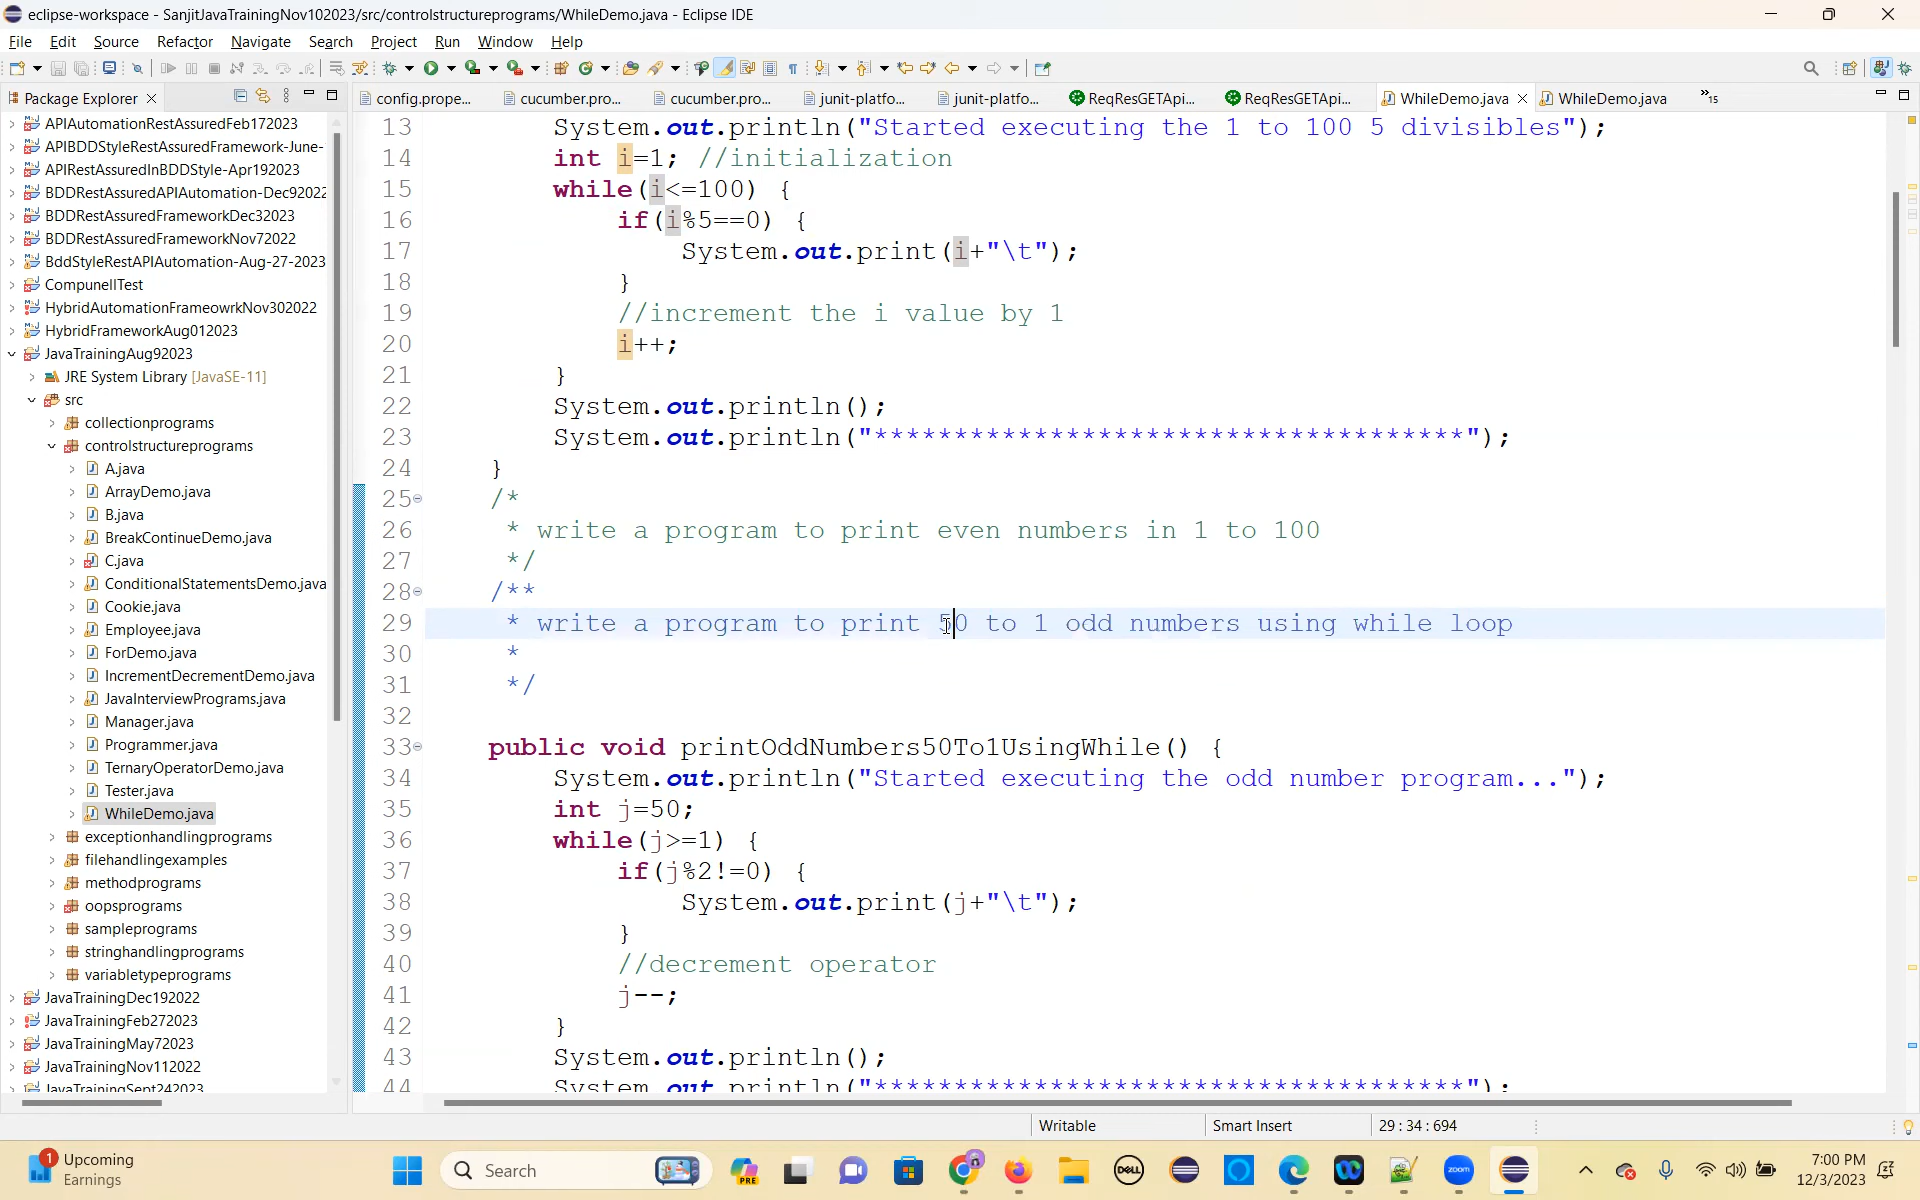 eclipse-workspace - SanjitJavaTrainingNov102023/src/controlstructureprograms/WhileDemo.java - Eclipse IDE
File Edit Source Refactor Navigate Search Project Run Window Help
Package Explorer
config.prope...
cucumber.pro...
cucumber.pro...
junit-platfo...
junit-platfo...
ReqResGETApi...
ReqResGETApi...
WhileDemo.java
WhileDemo.java
»15
APIAutomationRestAssuredFeb172023
APIBDDStyleRestAssuredFramework-June-
APIRestAssuredInBDDStyle-Apr192023
BDDRestAssuredAPIAutomation-Dec92022
BDDRestAssuredFrameworkDec32023
BDDRestAssuredFrameworkNov72022
BddStyleRestAPIAutomation-Aug-27-2023
CompunellTest
HybridAutomationFrameowrkNov302022
HybridFrameworkAug012023
JavaTrainingAug92023
JRE System Library [JavaSE-11]
src
collectionprograms
controlstructureprograms
A.java
ArrayDemo.java
B.java
BreakContinueDemo.java
C.java
ConditionalStatementsDemo.java
Cookie.java
Employee.java
ForDemo.java
IncrementDecrementDemo.java
JavaInterviewPrograms.java
Manager.java
Programmer.java
TernaryOperatorDemo.java
Tester.java
WhileDemo.java
exceptionhandlingprograms
filehandlingexamples
methodprograms
oopsprograms
sampleprograms
stringhandlingprograms
variabletypeprograms
JavaTrainingDec192022
JavaTrainingFeb272023
JavaTrainingMay72023
JavaTrainingNov112022
JavaTrainingSept242023
13 System.out.println("Started executing the 1 to 100 5 divisibles");
14 int i=1; //initialization
15 while(i<=100) {
16 if(i%5==0) {
17 System.out.print(i+"\t");
18 }
19 //increment the i value by 1
20 i++;
21 }
22 System.out.println();
23 System.out.println("*************************************");
24 }
25 /*
26 * write a program to print even numbers in 1 to 100
27 */
28 /**
29 * write a program to print 50 to 1 odd numbers using while loop
30 *
31 */
32
33 public void printOddNumbers50To1UsingWhile() {
34 System.out.println("Started executing the odd number program...");
35 int j=50;
36 while(j>=1) {
37 if(j%2!=0) {
38 System.out.print(j+"\t");
39 }
40 //decrement operator
41 j--;
42 }
43 System.out.println();
44 System.out.println("*************************************");
Writable
Smart Insert
29 : 34 : 694
1
Upcoming
Earnings
Search
PRE
DELL
zoom
7:00 PM
12/3/2023